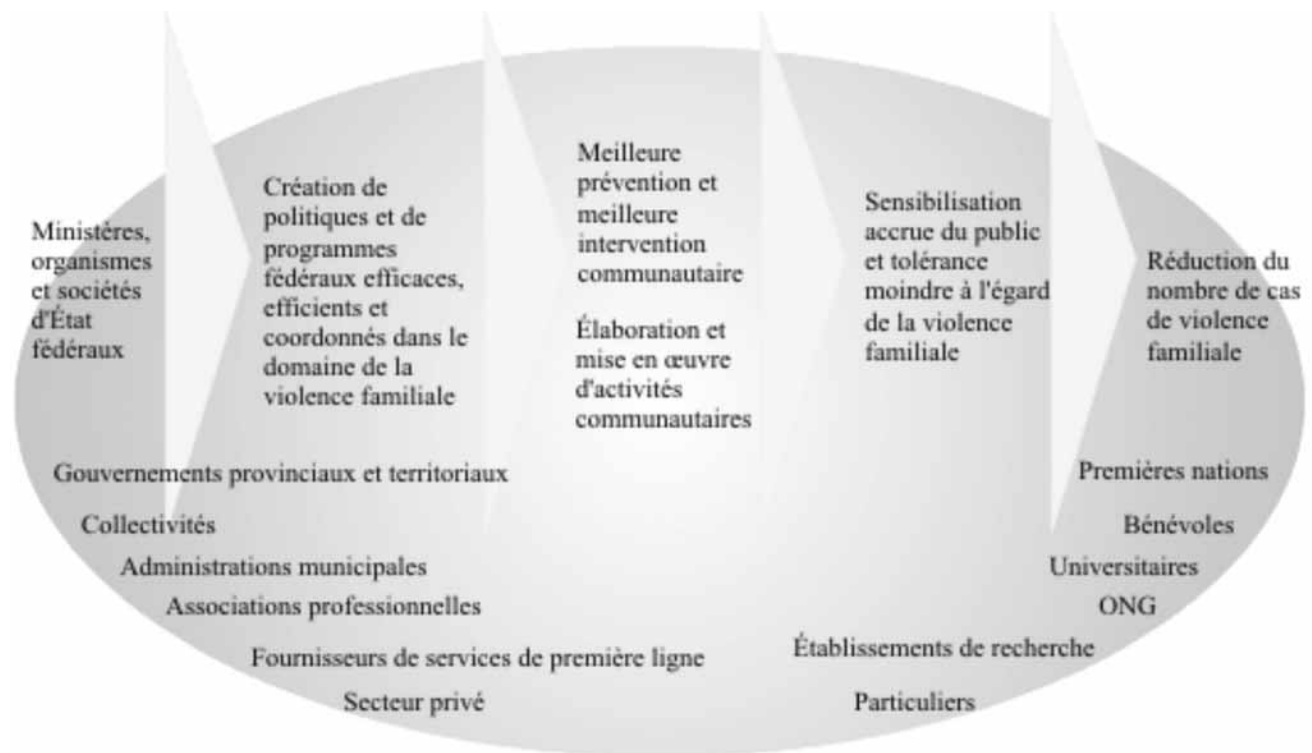 Ministères,
organismes
et sociétés
d'État
fédéraux
Création de
politiques et de
programmes
fédéraux efficaces,
efficients et
coordonnés dans le
domaine de la
violence familiale
Meilleure
prévention et
meilleure
intervention
communautaire
Élaboration et
mise en œuvre
d'activités
communautaires
Sensibilisation
accrue du public
et tolérance
moindre à l'égard
de la violence
familiale
Réduction du
nombre de cas
de violence
familiale
Gouvernements provinciaux et territoriaux
Collectivités
Administrations municipales
Associations professionnelles
Fournisseurs de services de première ligne
Secteur privé
Premières nations
Bénévoles
Universitaires
ONG
Établissements de recherche
Particuliers